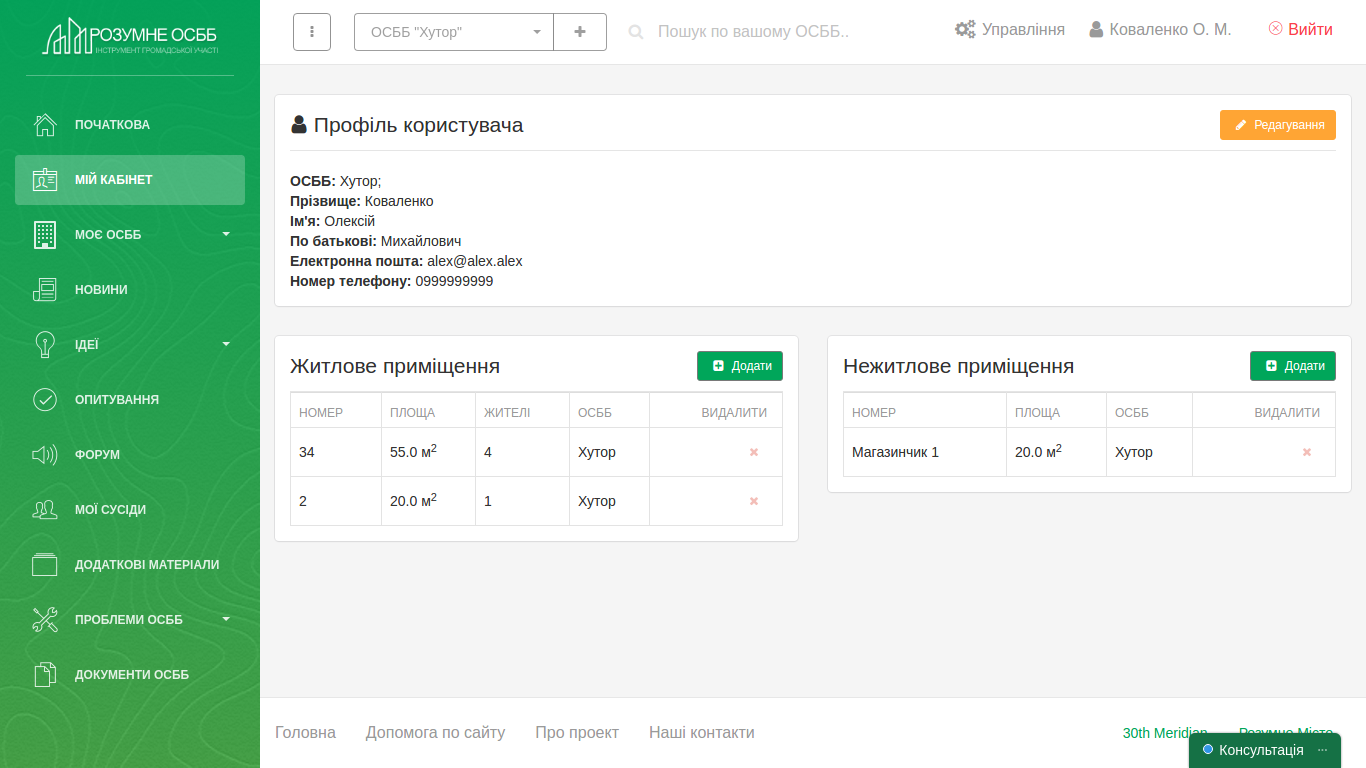 РОЗУМНЕ ОСББ
ІНСТРУМЕНТ ГРОМАДСЬКОЇ УЧАСТІ
ПОЧАТКОВА
МІЙ КАБІНЕТ
МОЄ ОСББ
НОВИНИ
ІДЕЇ
ОПИТУВАННЯ
ФОРУМ
МОЇ СУСІДИ
ДОДАТКОВІ МАТЕРІАЛИ
ПРОБЛЕМИ ОСББ
ДОКУМЕНТИ ОСББ
ОСББ "Хутор"
Пошук по вашому ОСББ..
Управління
Коваленко О. М.
Вийти
Профіль користувача
Редагування
ОСББ: Хутор;
Прізвище: Коваленко
Ім'я: Олексій
По батькові: Михайлович
Електронна пошта: alex@alex.alex
Номер телефону: 0999999999
Житлове приміщення
Додати
НОМЕР ПЛОЩА ЖИТЕЛІ ОСББ ВИДАЛИТИ
34 55.0 м2 4 Хутор
2 20.0 м2 1 Хутор
Нежитлове приміщення
Додати
НОМЕР ПЛОЩА ОСББ ВИДАЛИТИ
Магазинчик 1 20.0 м2 Хутор
Головна Допомога по сайту Про проект Наші контакти
30th Meridian Розумно Місто
Консультація